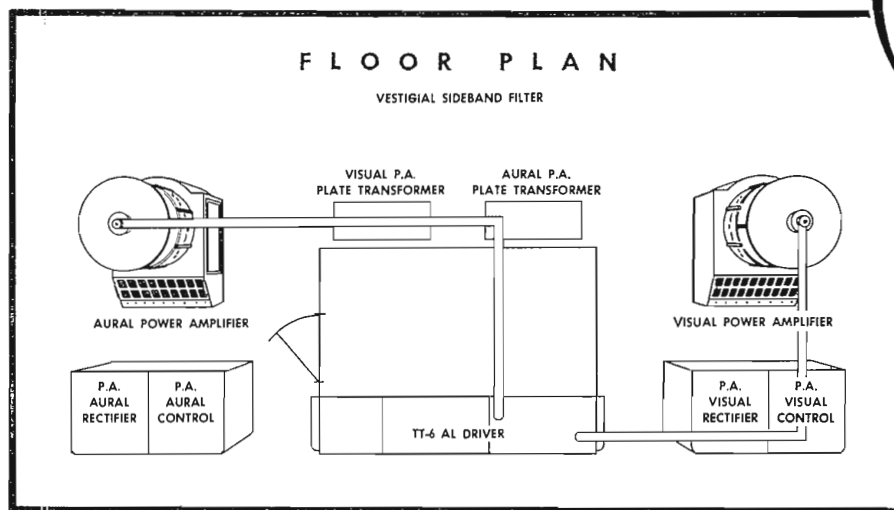 FLOOR PLAN
VESTIGIAL SIDEBAND FILTER
VISUAL P.A.
PLATE TRANSFORMER
AURAL P.A.
PLATE TRANSFORMER
AURAL POWER AMPLIFIER
VISUAL POWER AMPLIFIER
P.A.
AURAL
RECTIFIER
P.A.
AURAL
CONTROL
TT-6 AL DRIVER
P.A.
VISUAL
RECTIFIER
P.A.
VISUAL
CONTROL